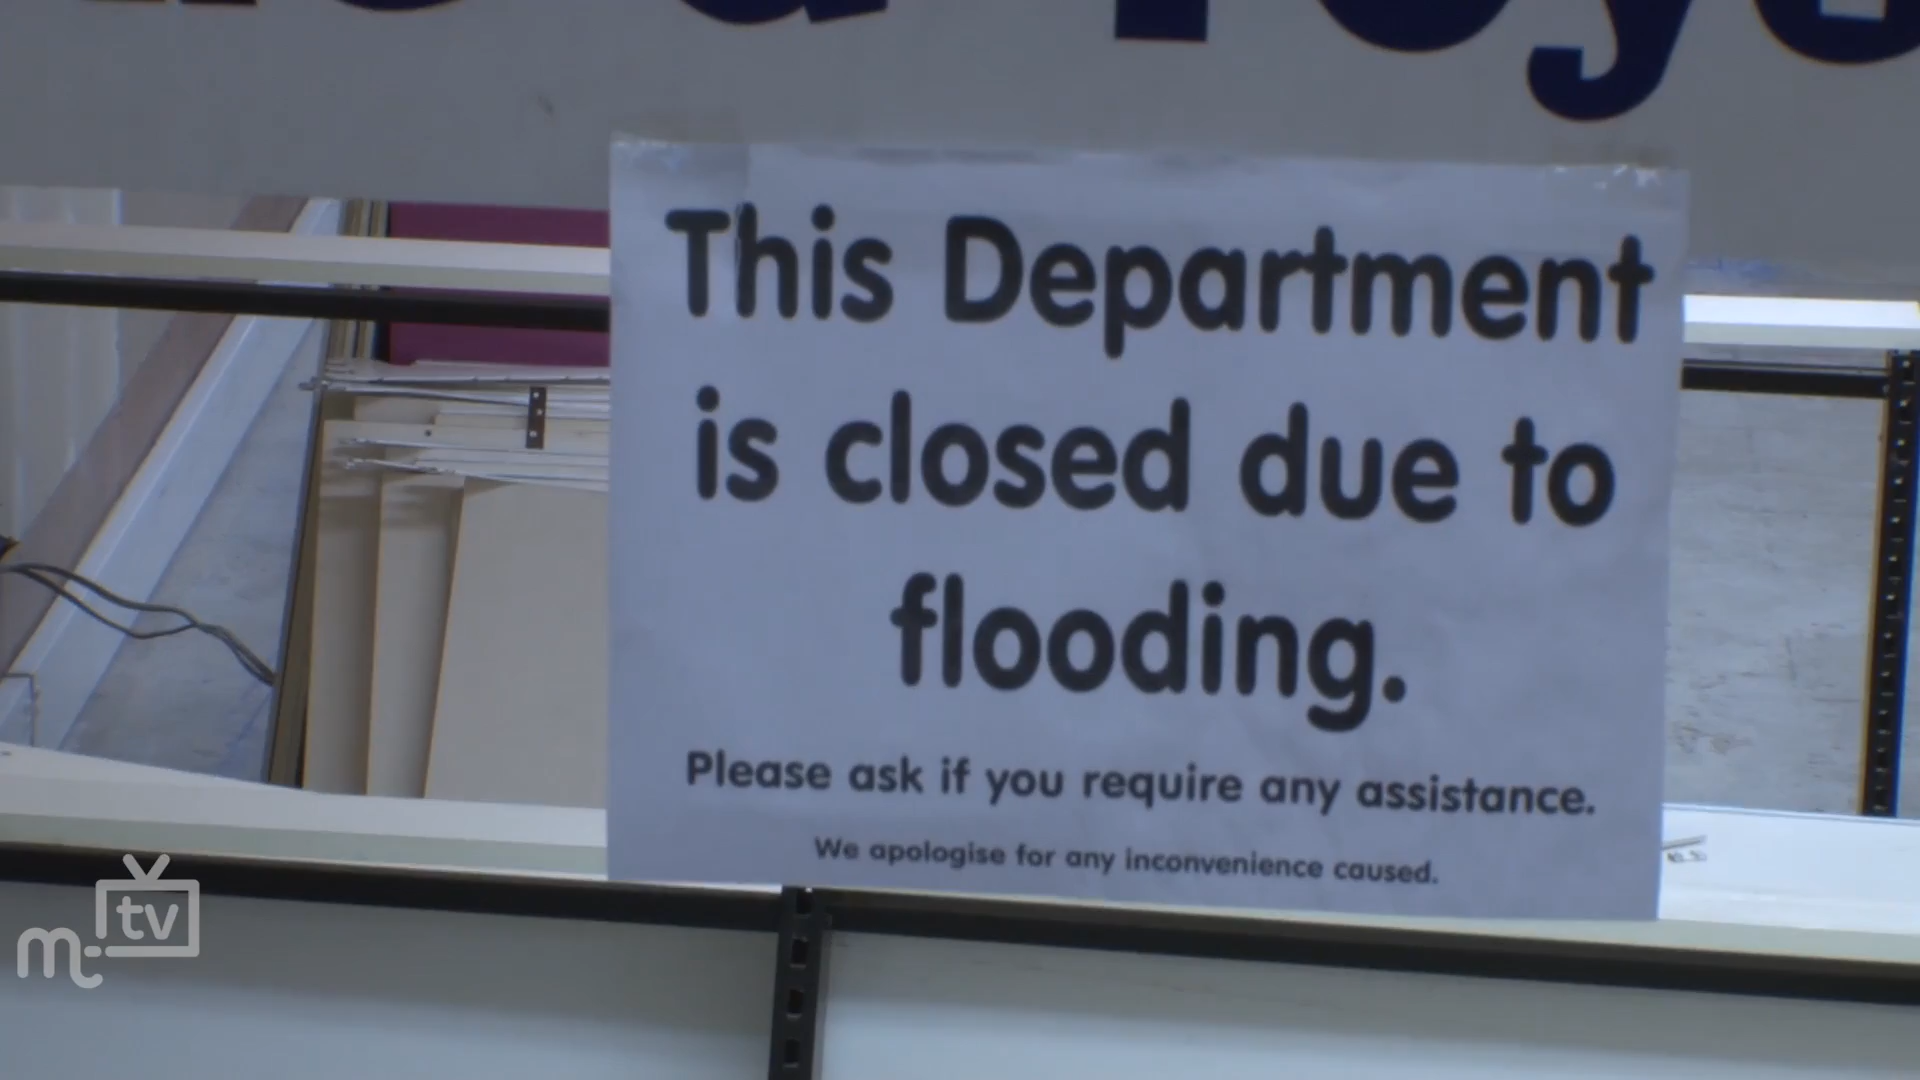 This Department
is closed due to
flooding.
Please ask if you require any assistance.
We apologise for any inconvenience caused.
m tv